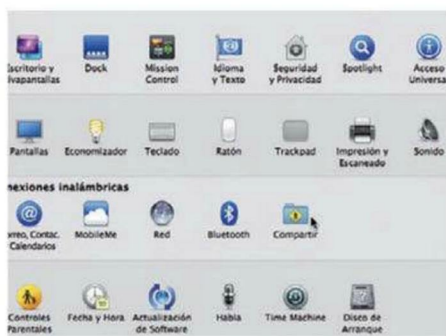 Escritorio y Dock Mission Idioma Seguridad Spotlight Acceso
lvapantallas Control y Texto y Privacidad Universa
Pantallas Economizador Teclado Ratón Trackpad Impresión y Sonido
Escaneado
nexiones inalámbricas
orreo, Contac. MobileMe Red Bluetooth Compartir
Calendarios
Controles Fecha y Hora Actualización Habla Time Machine Disco de
Parentales de Software Arranque